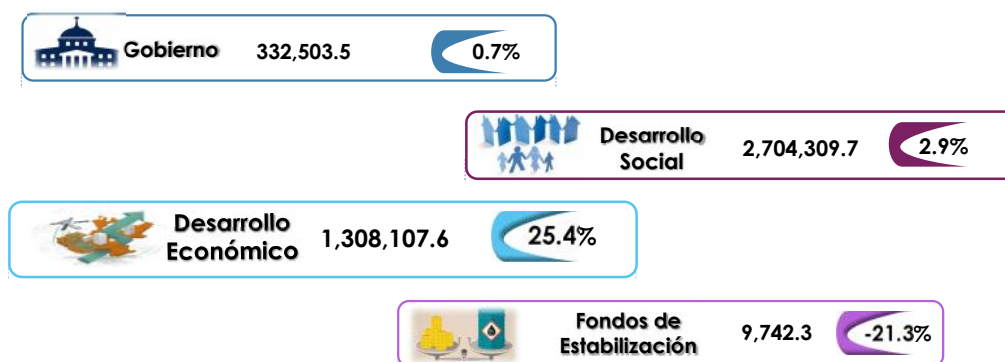 Gobierno 332,503.5 0.7%
Desarrollo
Social 2,704,309.7 2.9%
Desarrollo
Económico 1,308,107.6 25.4%
Fondos de
Estabilización 9,742.3 -21.3%